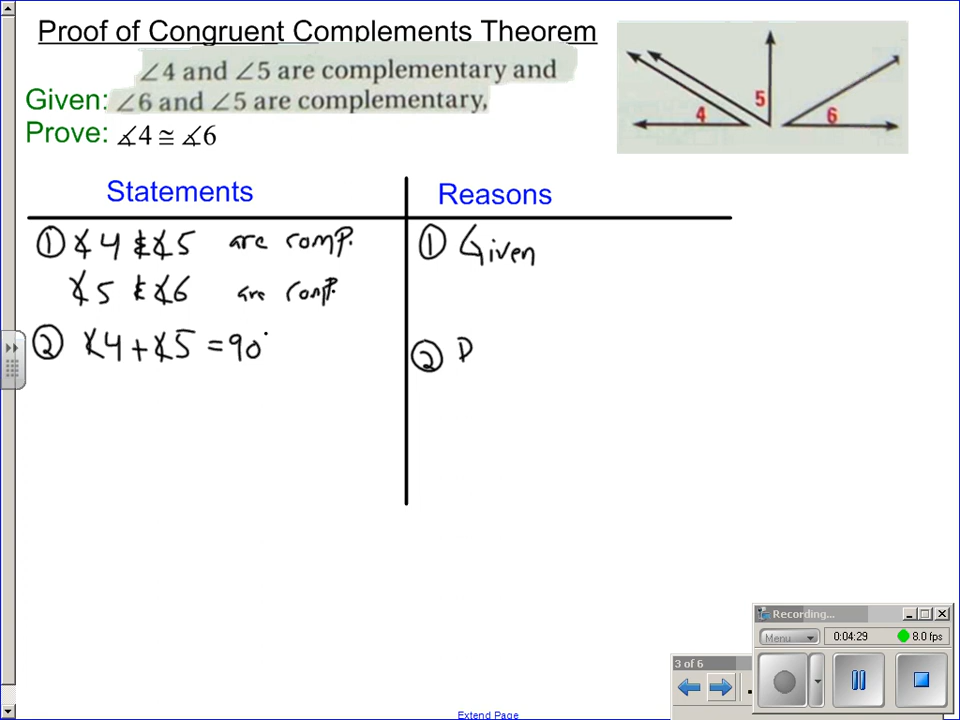 Proof of Congruent Complements Theorem
∠4 and ∠5 are complementary and
Given: ∠6 and ∠5 are complementary,
Prove: ∡4 ≅ ∡6
4
5
6
Statements
Reasons
① ∡4 & ∡5 are comp.
① Given
∡5 & ∡6 are comp.
② ∡4 + ∡5 = 90°
② D
Recording...
Menu
0:04:29
8.0 fps
3 of 6
Extend Page